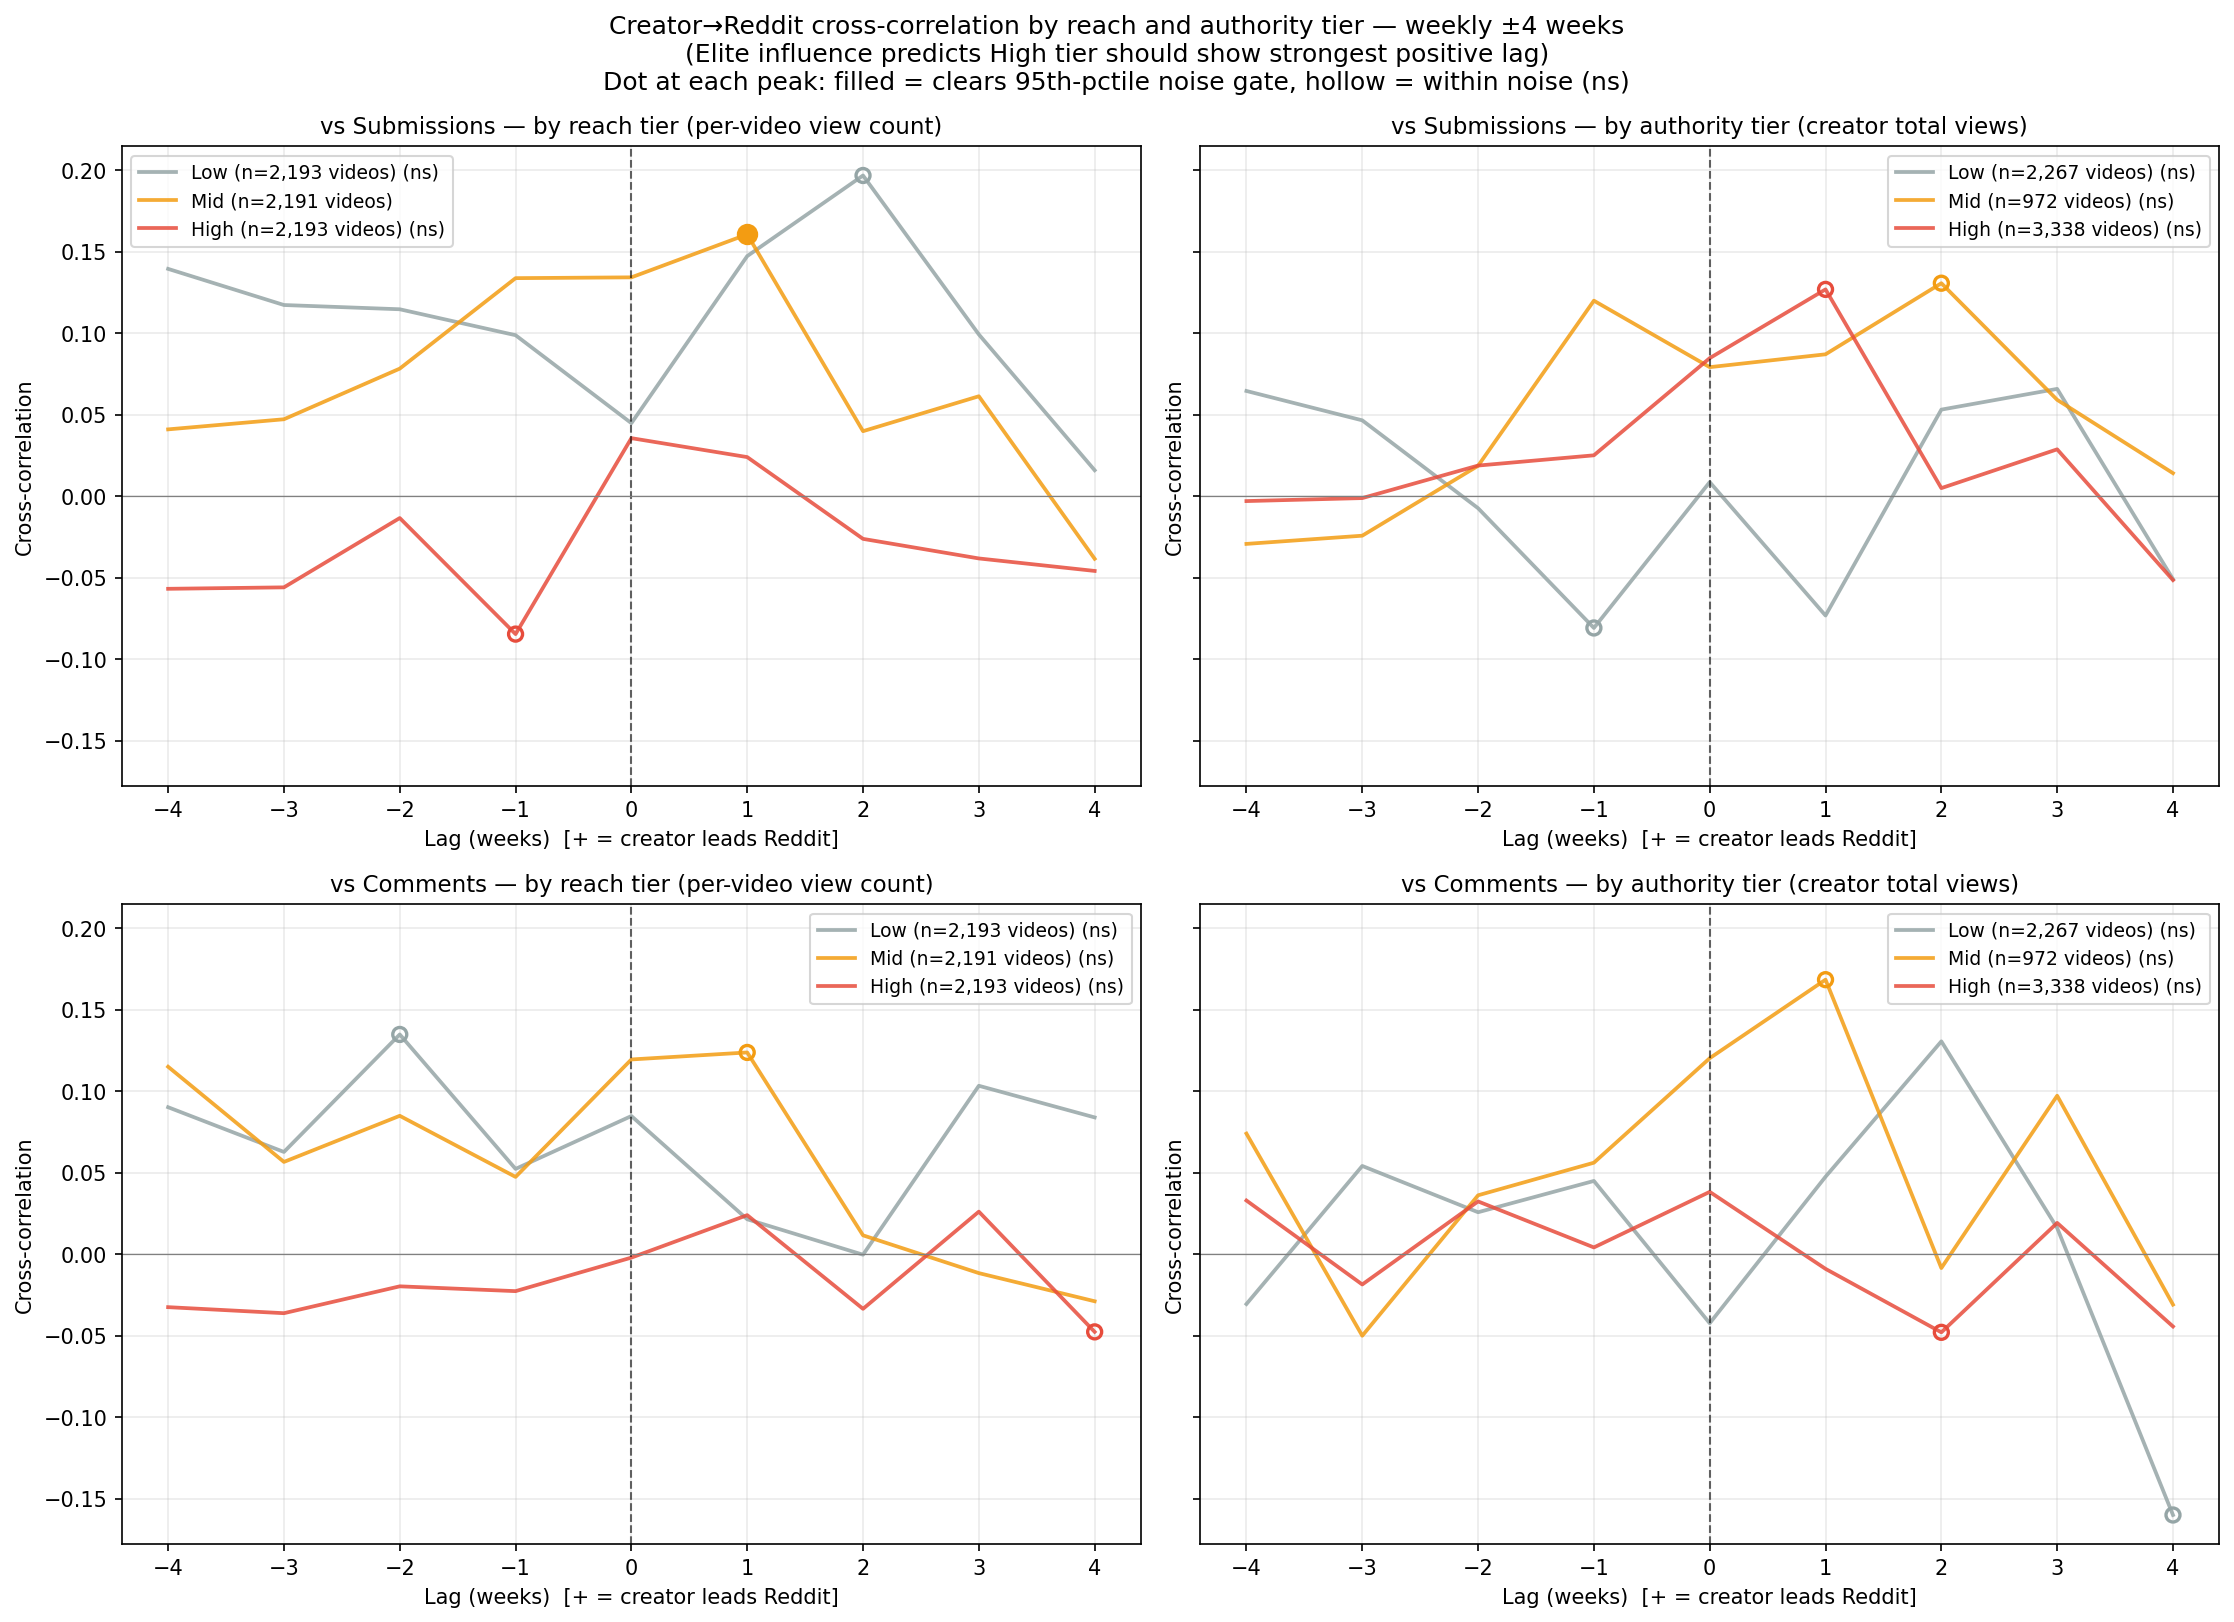 Creator→Reddit cross-correlation by reach and authority tier — weekly ±4 weeks
(Elite influence predicts High tier should show strongest positive lag)
Dot at each peak: filled = clears 95th-pctile noise gate, hollow = within noise (ns)
vs Submissions — by reach tier (per-video view count)
Low (n=2,193 videos) (ns)
Mid (n=2,191 videos)
High (n=2,193 videos) (ns)
Cross-correlation
0.20
0.15
0.10
0.05
0.00
−0.05
−0.10
−0.15
−4 −3 −2 −1 0 1 2 3 4
Lag (weeks)  [+ = creator leads Reddit]
vs Submissions — by authority tier (creator total views)
Low (n=2,267 videos) (ns)
Mid (n=972 videos) (ns)
High (n=3,338 videos) (ns)
Cross-correlation
−4 −3 −2 −1 0 1 2 3 4
Lag (weeks)  [+ = creator leads Reddit]
vs Comments — by reach tier (per-video view count)
Low (n=2,193 videos) (ns)
Mid (n=2,191 videos) (ns)
High (n=2,193 videos) (ns)
Cross-correlation
0.20
0.15
0.10
0.05
0.00
−0.05
−0.10
−0.15
−4 −3 −2 −1 0 1 2 3 4
Lag (weeks)  [+ = creator leads Reddit]
vs Comments — by authority tier (creator total views)
Low (n=2,267 videos) (ns)
Mid (n=972 videos) (ns)
High (n=3,338 videos) (ns)
Cross-correlation
−4 −3 −2 −1 0 1 2 3 4
Lag (weeks)  [+ = creator leads Reddit]